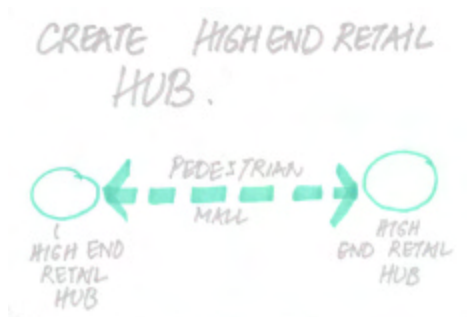 CREATE HIGH END RETAIL
HUB.
PEDESTRIAN
MALL
HIGH END
RETAIL
HUB
HIGH
END RETAIL
HUB